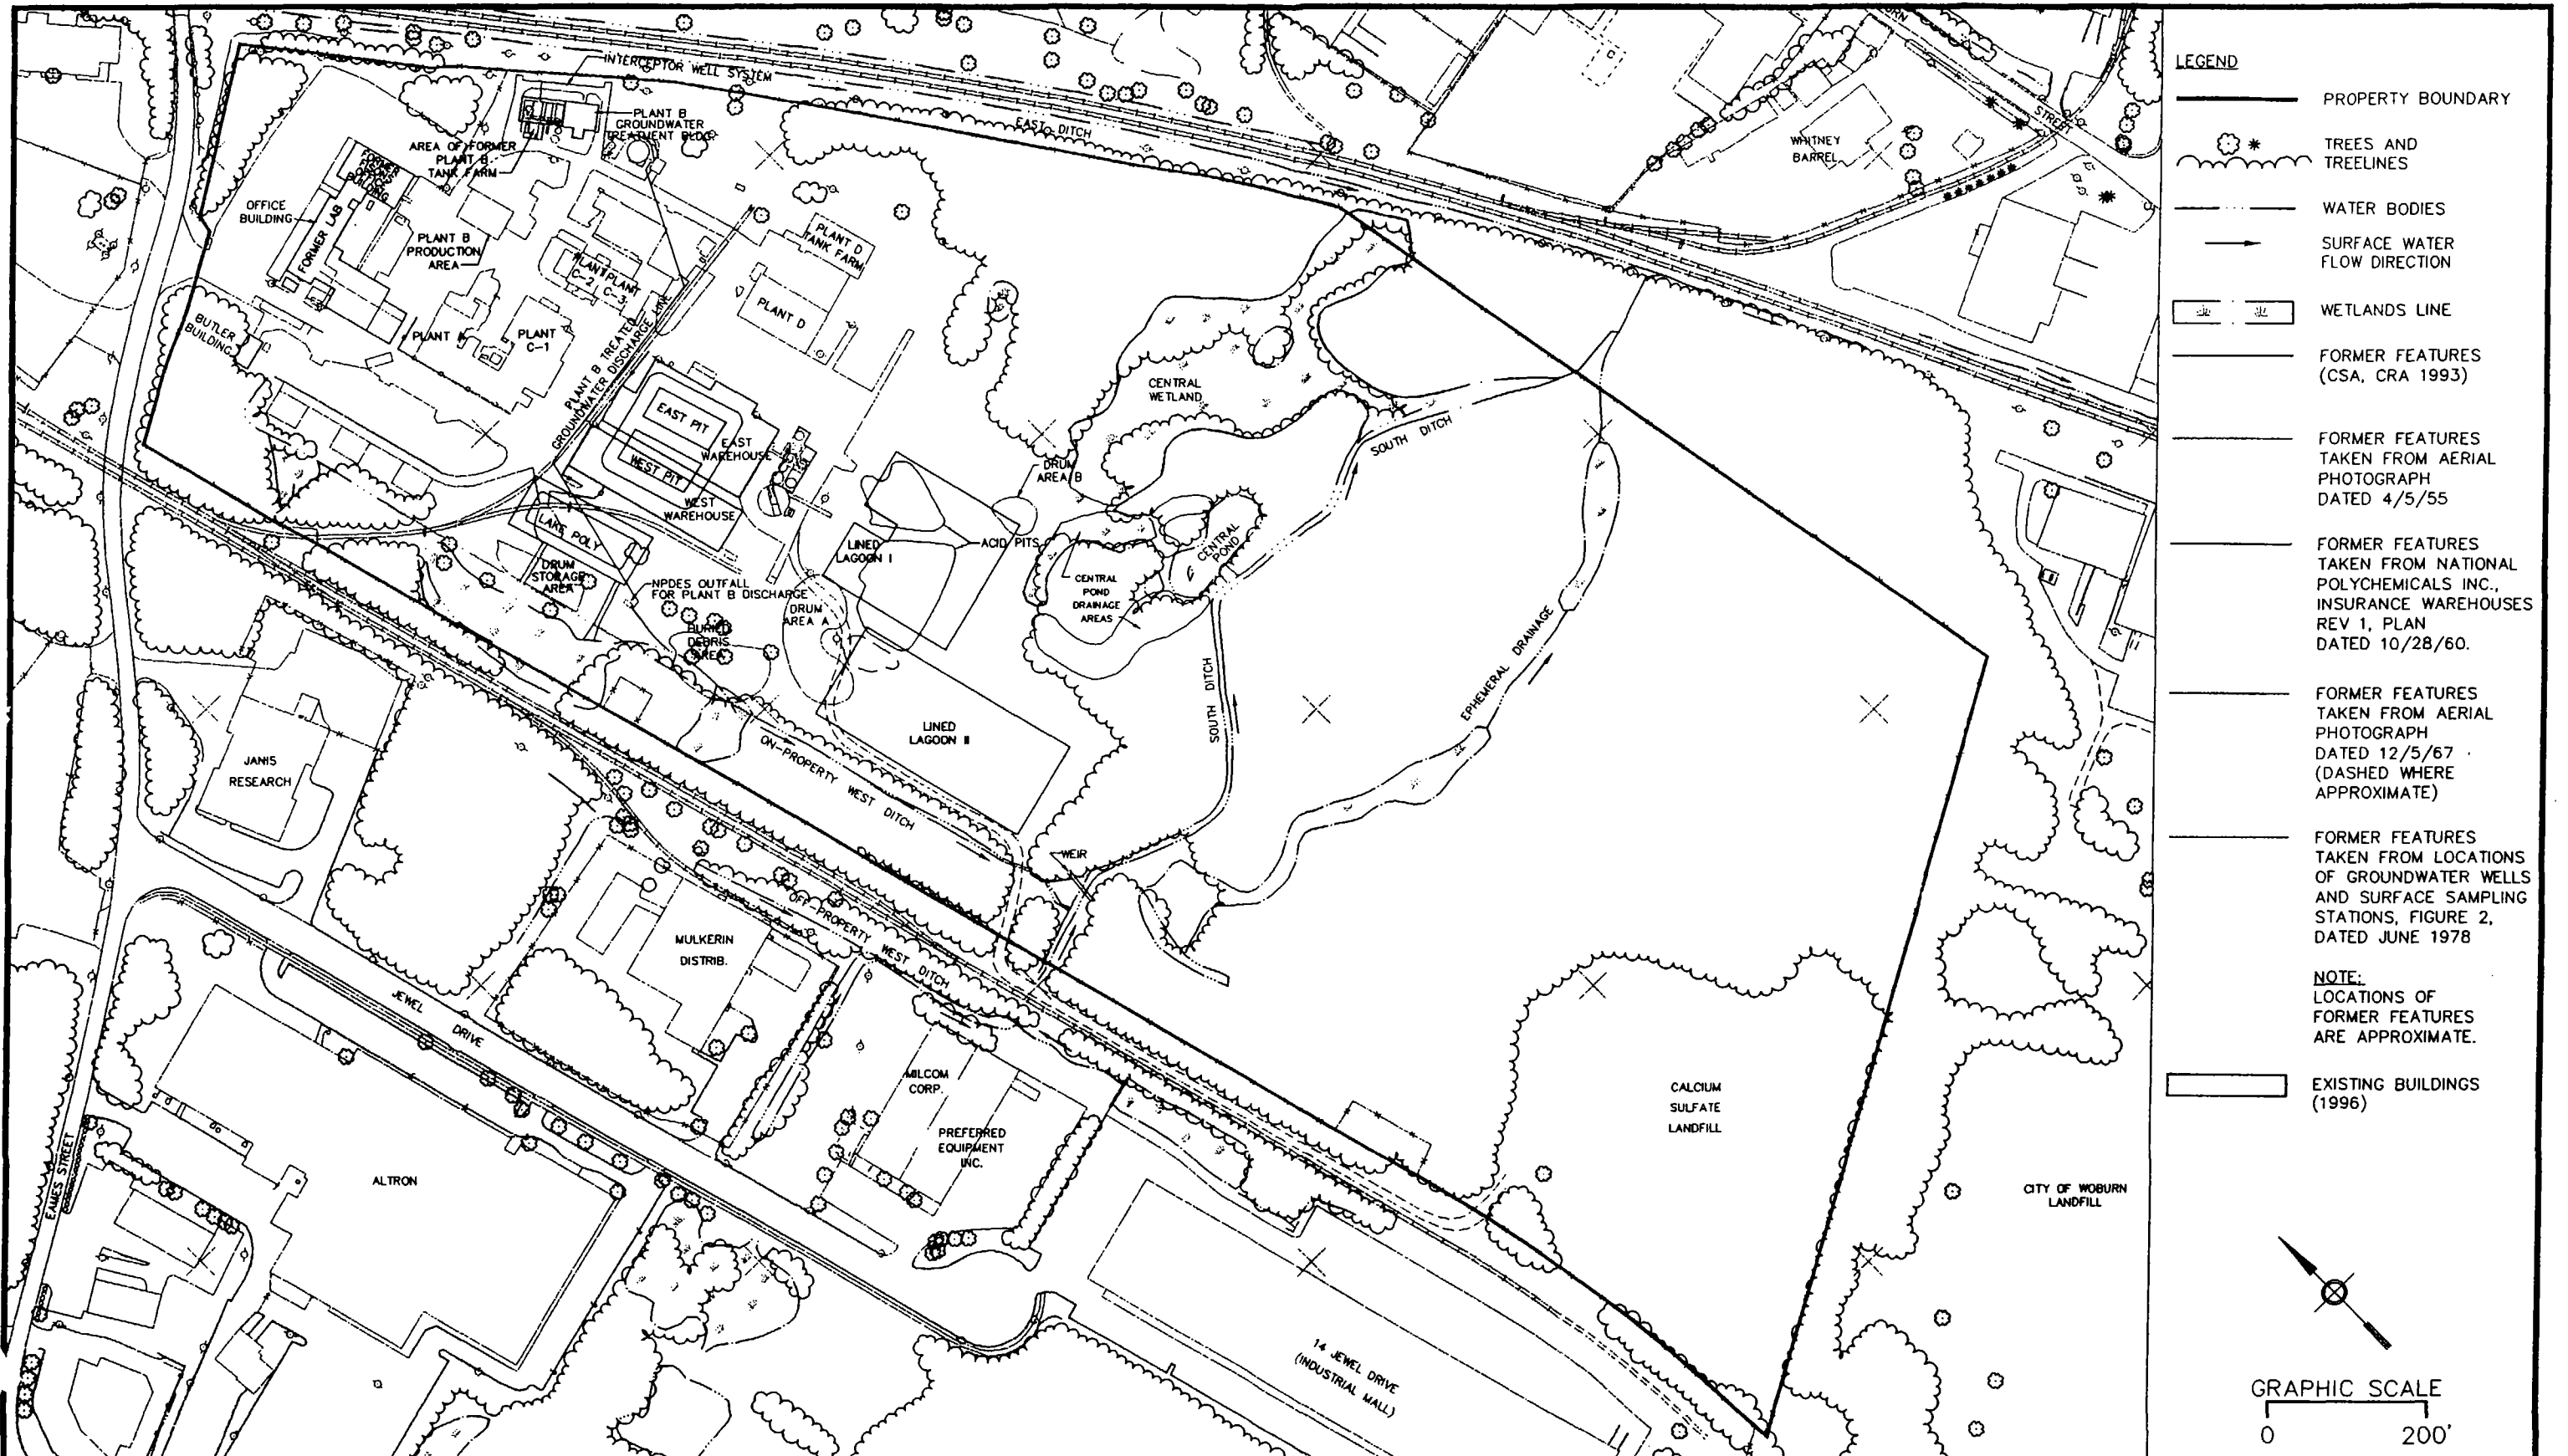 INTERCEPTOR WELL SYSTEM
PLANT B
GROUNDWATER
TREATMENT BLDG.
AREA OF FORMER
PLANT B
TANK FARM
EAST DITCH
WHITNEY
BARREL
STREET
OFFICE
BUILDING
FORMER LAB
PLANT B
PRODUCTION
AREA
PLANT
C-2
PLANT
C-3
PLANT D
TANK FARM
PLANT D
BUTLER
BUILDING
PLANT A
PLANT
C-1
PLANT B TREATED
GROUNDWATER DISCHARGE LINE
EAST PIT
WEST PIT
EAST
WAREHOUSE
WEST
WAREHOUSE
LAKE POLY
DRUM
STORAGE
AREA
NPDES OUTFALL
FOR PLANT B DISCHARGE
BURIED
DEBRIS
AREA
DRUM
AREA A
LINED
LAGOON I
ACID PITS
DRUM
AREA B
CENTRAL
WETLAND
CENTRAL
POND
CENTRAL
POND
DRAINAGE
AREAS
SOUTH DITCH
SOUTH DITCH
EPHEMERAL DRAINAGE
LINED
LAGOON II
ON-PROPERTY WEST DITCH
WEIR
OFF-PROPERTY WEST DITCH
JANIS
RESEARCH
MULKERIN
DISTRIB.
JEWEL DRIVE
MILCOM
CORP.
PREFERRED
EQUIPMENT
INC.
ALTRON
EAMES STREET
14 JEWEL DRIVE
(INDUSTRIAL MALL)
CALCIUM
SULFATE
LANDFILL
CITY OF WOBURN
LANDFILL
LEGEND
PROPERTY BOUNDARY
TREES AND
TREELINES
WATER BODIES
SURFACE WATER
FLOW DIRECTION
WETLANDS LINE
FORMER FEATURES
(CSA, CRA 1993)
FORMER FEATURES
TAKEN FROM AERIAL
PHOTOGRAPH
DATED 4/5/55
FORMER FEATURES
TAKEN FROM NATIONAL
POLYCHEMICALS INC.,
INSURANCE WAREHOUSES
REV 1, PLAN
DATED 10/28/60.
FORMER FEATURES
TAKEN FROM AERIAL
PHOTOGRAPH
DATED 12/5/67
(DASHED WHERE
APPROXIMATE)
FORMER FEATURES
TAKEN FROM LOCATIONS
OF GROUNDWATER WELLS
AND SURFACE SAMPLING
STATIONS, FIGURE 2,
DATED JUNE 1978
NOTE:
LOCATIONS OF
FORMER FEATURES
ARE APPROXIMATE.
EXISTING BUILDINGS
(1996)
GRAPHIC SCALE
0 200'